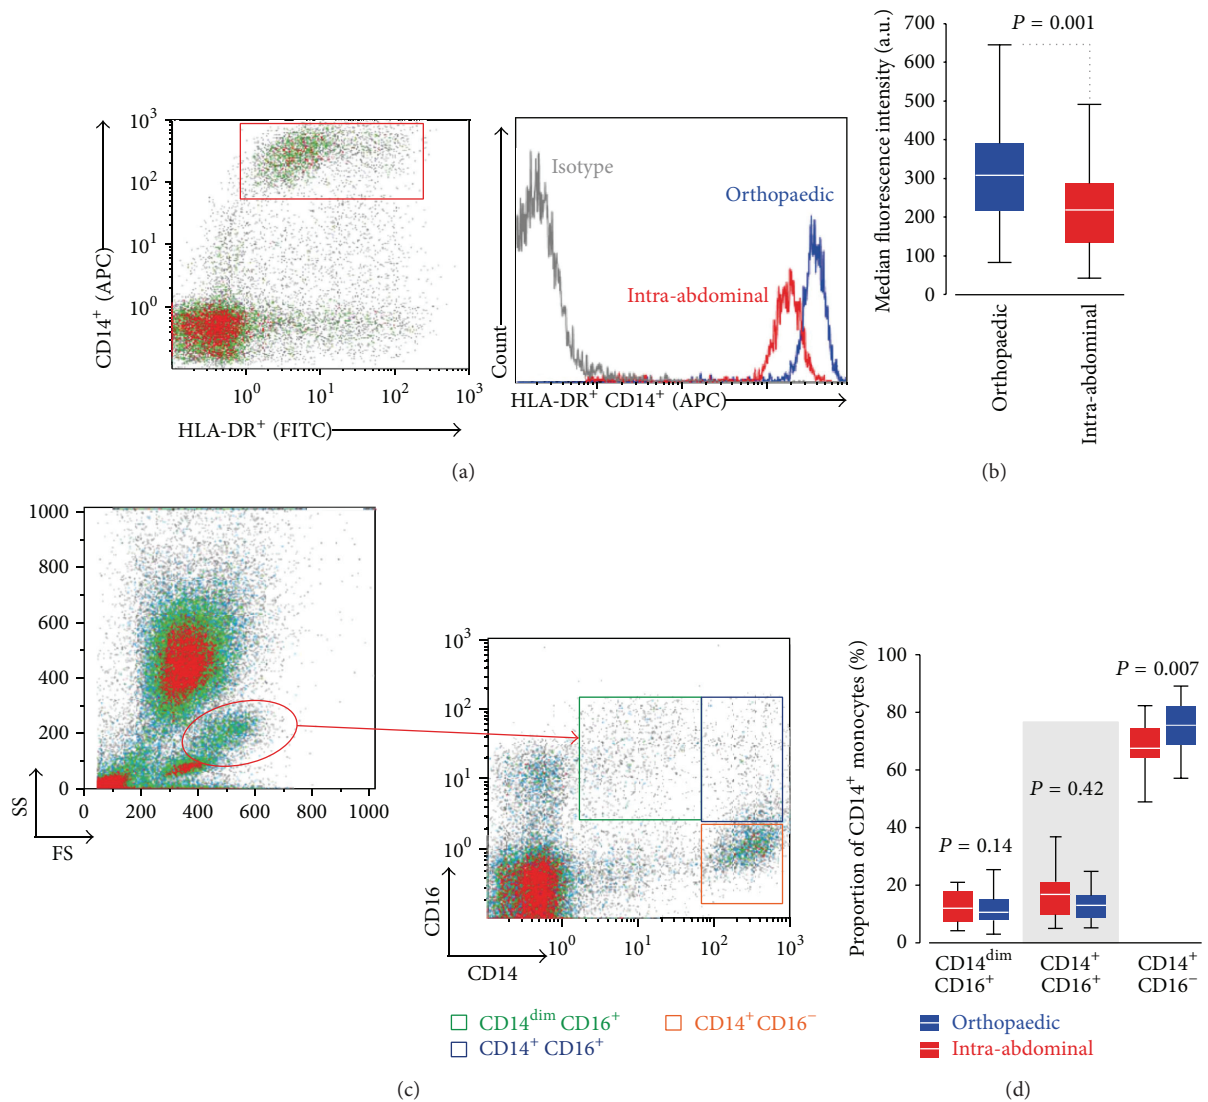 10³
10²
10¹
10⁰
CD14⁺ (APC)
10⁰ 10¹ 10² 10³
HLA-DR⁺ (FITC)
Isotype
Orthopaedic
Intra-abdominal
Count
HLA-DR⁺ CD14⁺ (APC)
(a)
P = 0.001
700
600
500
400
300
200
100
0
Median fluorescence intensity (a.u.)
Orthopaedic
Intra-abdominal
(b)
1000
800
600
400
200
0
SS
0 200 400 600 800 1000
FS
10³
10²
10¹
10⁰
CD16
10⁰ 10¹ 10² 10³
CD14
CD14ᵈⁱᵐ CD16⁺
CD14⁺ CD16⁻
CD14⁺ CD16⁺
(c)
100
80
60
40
20
0
Proportion of CD14⁺ monocytes (%)
P = 0.14
P = 0.42
P = 0.007
CD14ᵈⁱᵐ CD14⁺ CD14⁺
CD16⁺ CD16⁺ CD16⁻
Orthopaedic
Intra-abdominal
(d)